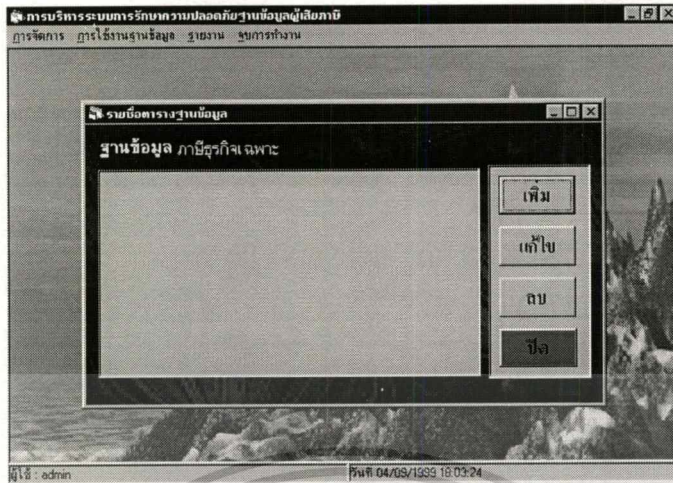 การบริหารระบบการรักษาความปลอดภัยฐานข้อมูลผู้เสียภาษี
การจัดการ การใช้งานฐานข้อมูล รายงาน จบการทำงาน
รายชื่อตารางฐานข้อมูล
ฐานข้อมูล ภาษีธุรกิจเฉพาะ
เพิ่ม
แก้ไข
ลบ
ปิด
ผู้ใช้ : admin วันที่ 04/09/1999 18:03:24